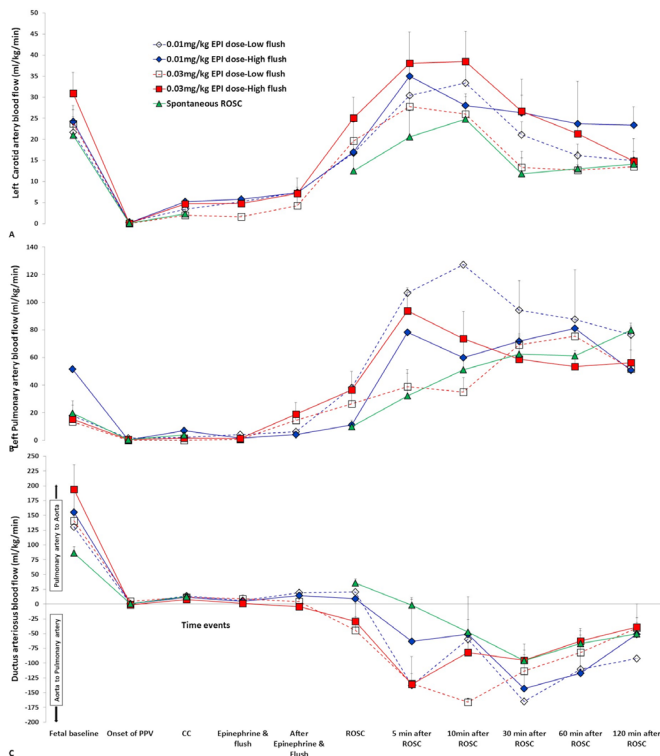 45
40
35
30
25
20
15
10
5
0
Left Carotid artery blood flow (ml/kg/min)
0.01mg/kg EPI dose-Low flush
0.01mg/kg EPI dose-High flush
0.03mg/kg EPI dose-Low flush
0.03mg/kg EPI dose-High flush
Spontaneous ROSC
A
140
120
100
80
60
40
20
0
Left Pulmonary artery blood flow (ml/kg/min)
B
250
225
200
175
150
125
100
75
50
25
0
-25
-50
-75
-100
-125
-150
-175
-200
Ductus arteriosus blood flow (ml/kg/min)
Pulmonary artery to Aorta
Aorta to Pulmonary artery
Time events
Fetal baseline
Onset of PPV
CC
Epinephrine &
flush
After
Epinephrine &
Flush
ROSC
5 min after
ROSC
10min after
ROSC
30 min after
ROSC
60 min after
ROSC
120 min after
ROSC
C